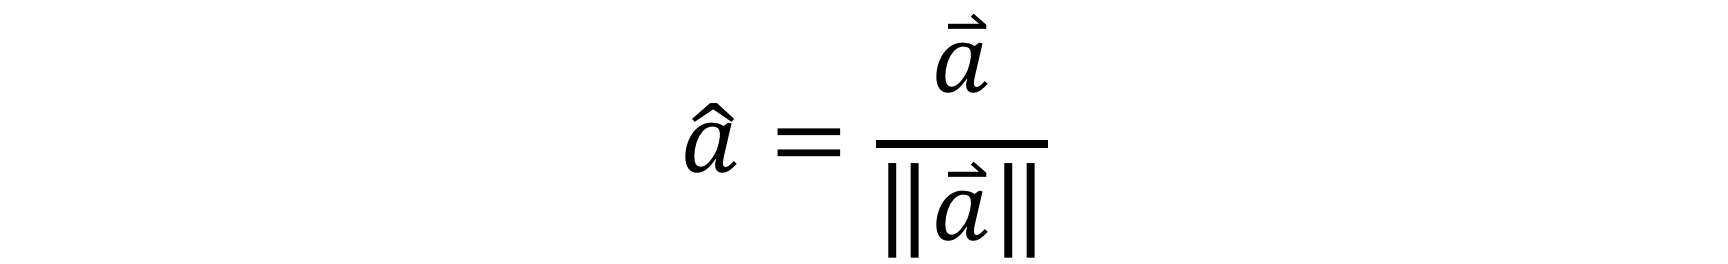 â = a⃗ / ‖a⃗‖